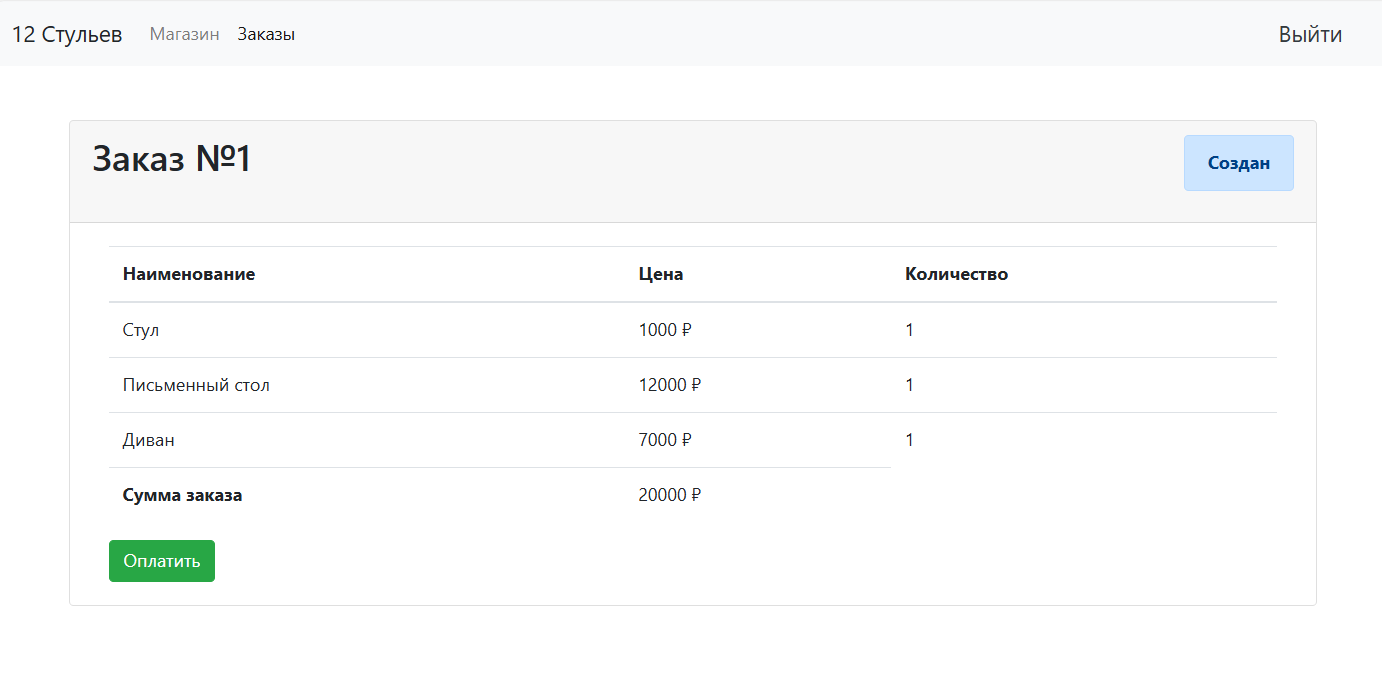 12 Стульев Магазин Заказы Выйти
Заказ №1 Создан
Наименование Цена Количество
Стул 1000 ₽ 1
Письменный стол 12000 ₽ 1
Диван 7000 ₽ 1
Сумма заказа 20000 ₽
Оплатить